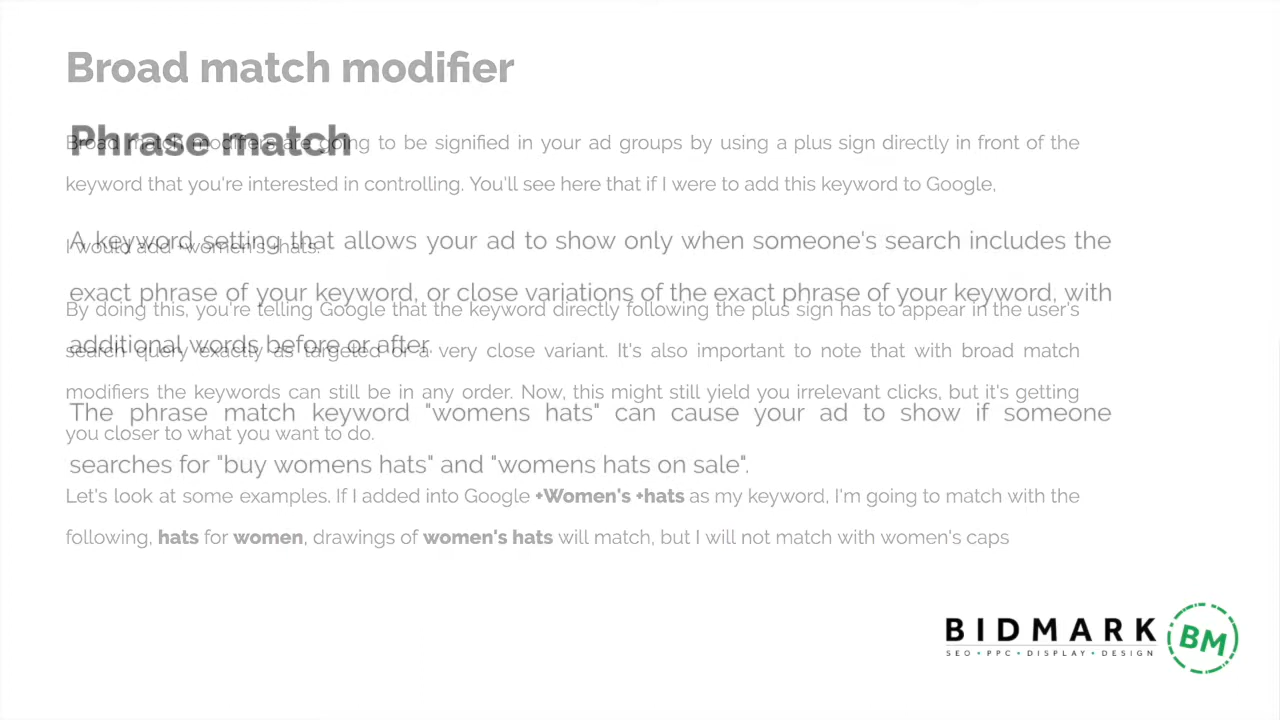 Broad match modifier
Broad match modifiers are going to be signified in your ad groups by using a plus sign directly in front of the
keyword that you're interested in controlling. You'll see here that if I were to add this keyword to Google,
I would add +women's +hats.
By doing this, you're telling Google that the keyword directly following the plus sign has to appear in the user's
search query exactly as targeted or a very close variant. It's also important to note that with broad match
modifiers the keywords can still be in any order. Now, this might still yield you irrelevant clicks, but it's getting
you closer to what you want to do.
Let's look at some examples. If I added into Google +Women's +hats as my keyword, I'm going to match with the
following, hats for women, drawings of women's hats will match, but I will not match with women's caps
Phrase match
A keyword setting that allows your ad to show only when someone's search includes the
exact phrase of your keyword, or close variations of the exact phrase of your keyword, with
additional words before or after.
The phrase match keyword "womens hats" can cause your ad to show if someone
searches for "buy womens hats" and "womens hats on sale".
BIDMARK
SEO • PPC • DISPLAY • DESIGN
BM